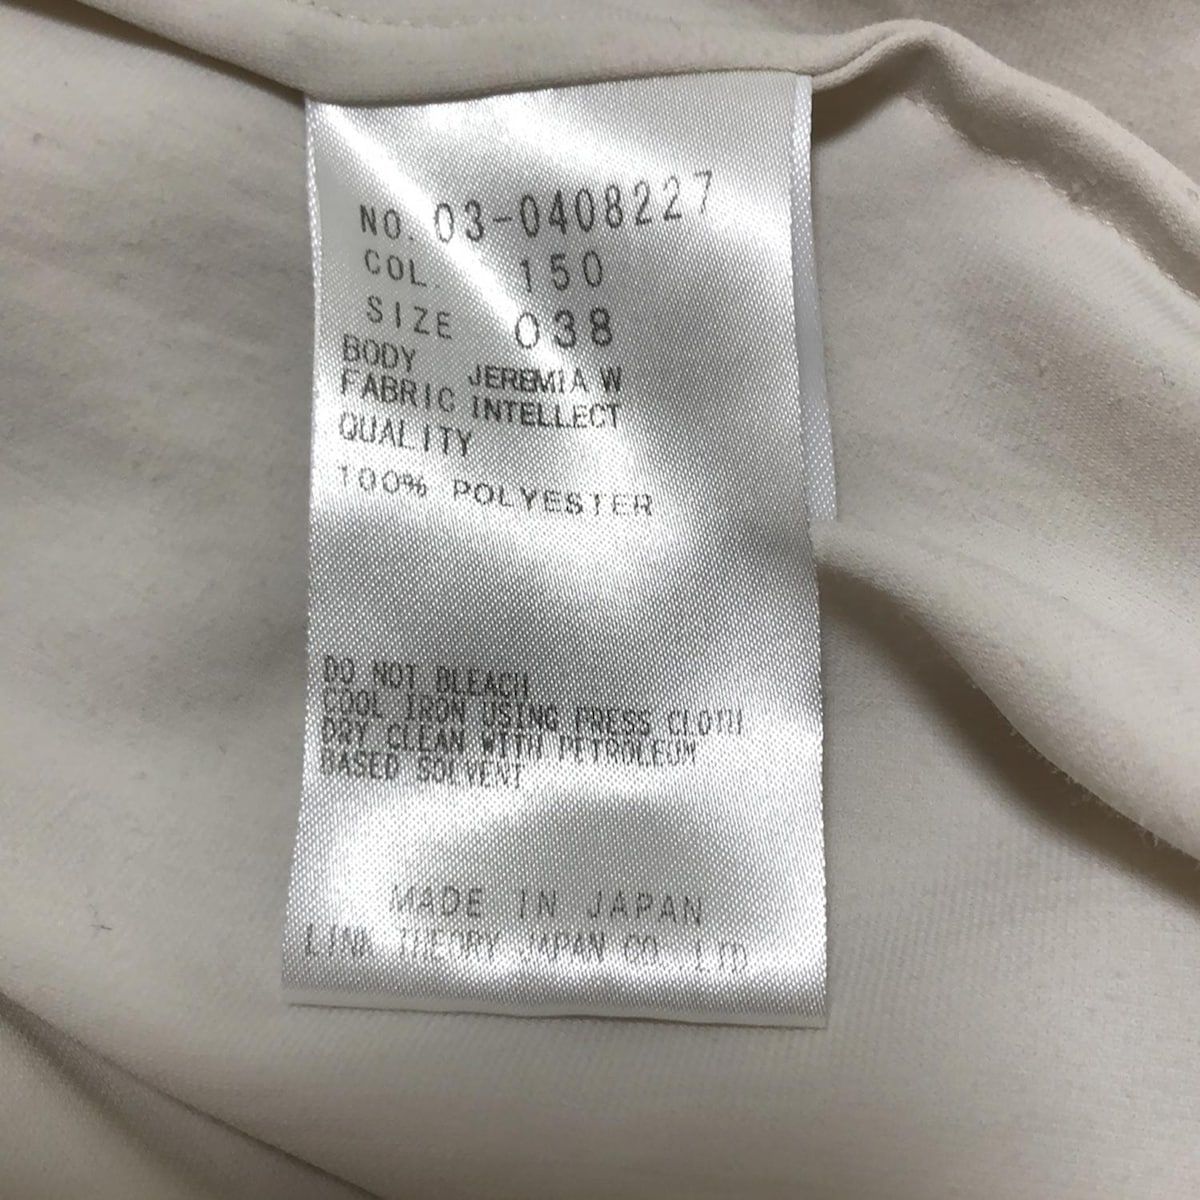 NO. 03-0408227
COL. 150
SIZE 038
BODY JEREMIA W
FABRIC INTELLECT
QUALITY
100% POLYESTER
DO NOT BLEACH
COOL IRON USING PRESS CLOTH
DRY CLEAN WITH PETROLEUM
BASED SOLVENT
MADE IN JAPAN
LINK THEORY JAPAN CO.,LTD